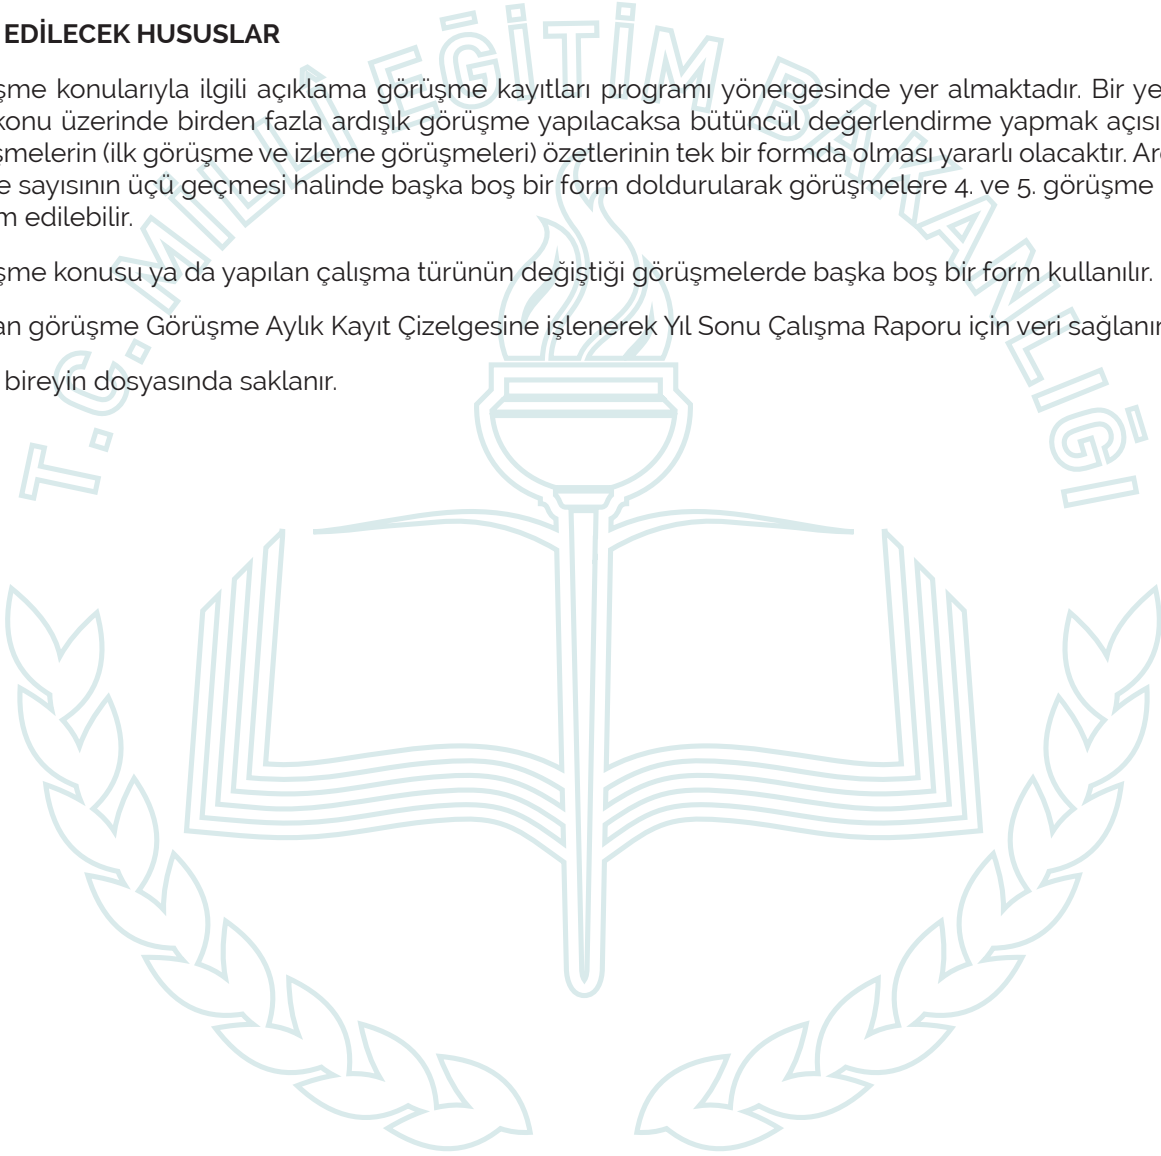 EDİLECEK HUSUSLAR
şme konularıyla ilgili açıklama görüşme kayıtları programı yönergesinde yer almaktadır. Bir ye
konu üzerinde birden fazla ardışık görüşme yapılacaksa bütüncül değerlendirme yapmak açısı
şmelerin (ilk görüşme ve izleme görüşmeleri) özetlerinin tek bir formda olması yararlı olacaktır. Ar
e sayısının üçü geçmesi halinde başka boş bir form doldurularak görüşmelere 4. ve 5. görüşme
m edilebilir.
şme konusu ya da yapılan çalışma türünün değiştiği görüşmelerde başka boş bir form kullanılır.
an görüşme Görüşme Aylık Kayıt Çizelgesine işlenerek Yıl Sonu Çalışma Raporu için veri sağlanır
bireyin dosyasında saklanır.
T.C. MİLLİ EĞİTİM BAKANLIĞI